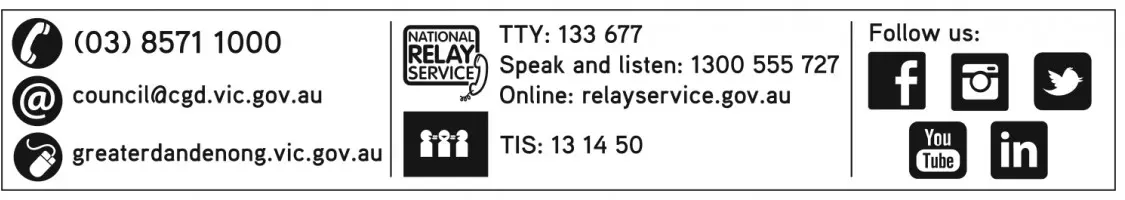 (03) 8571 1000
council@cgd.vic.gov.au
greaterdandenong.vic.gov.au
NATIONAL
RELAY
SERVICE
TTY: 133 677
Speak and listen: 1300 555 727
Online: relayservice.gov.au
TIS: 13 14 50
Follow us:
f
You
Tube
in